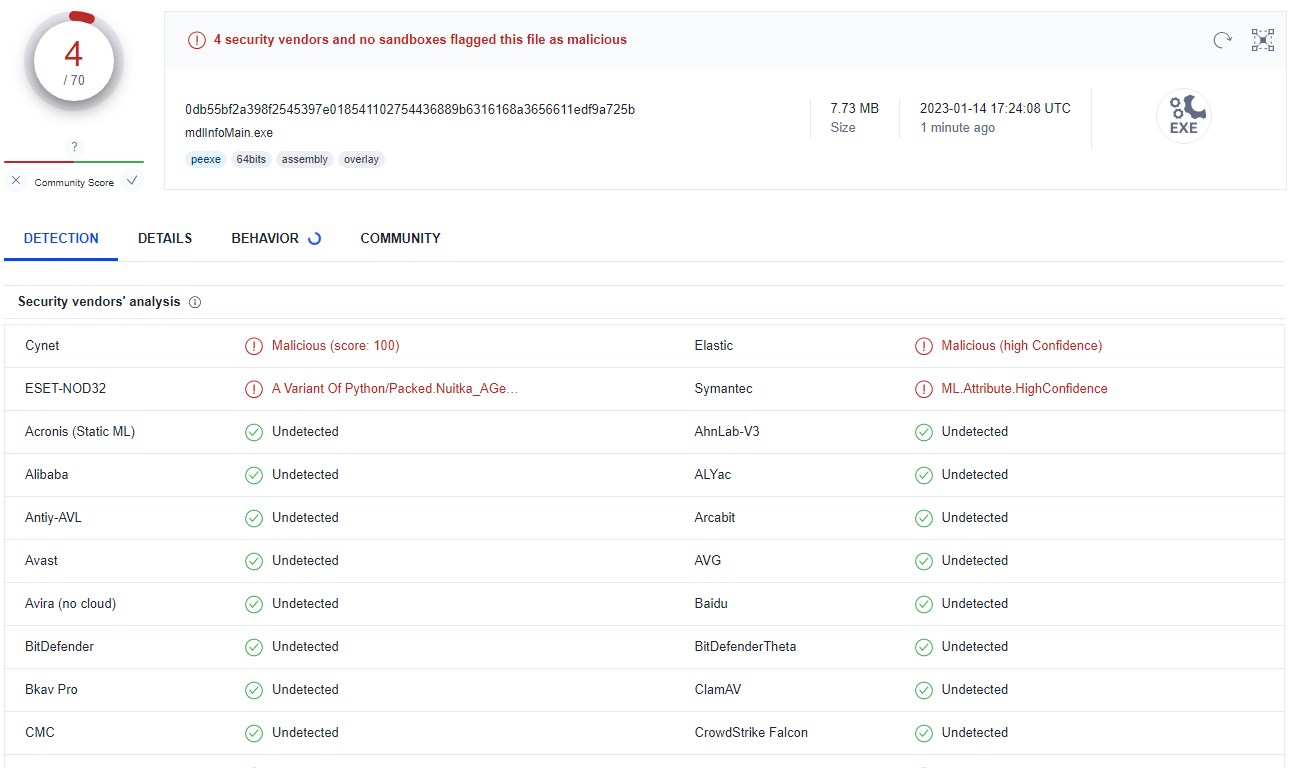 4
/ 70
?
Community Score
4 security vendors and no sandboxes flagged this file as malicious
0db55bf2a398f2545397e018541102754436889b6316168a3656611edf9a725b
mdlInfoMain.exe
peexe 64bits assembly overlay
7.73 MB
Size
2023-01-14 17:24:08 UTC
1 minute ago
EXE
DETECTION DETAILS BEHAVIOR COMMUNITY
Security vendors' analysis
Cynet Malicious (score: 100) Elastic Malicious (high Confidence)
ESET-NOD32 A Variant Of Python/Packed.Nuitka_AGe… Symantec ML.Attribute.HighConfidence
Acronis (Static ML) Undetected AhnLab-V3 Undetected
Alibaba Undetected ALYac Undetected
Antiy-AVL Undetected Arcabit Undetected
Avast Undetected AVG Undetected
Avira (no cloud) Undetected Baidu Undetected
BitDefender Undetected BitDefenderTheta Undetected
Bkav Pro Undetected ClamAV Undetected
CMC Undetected CrowdStrike Falcon Undetected